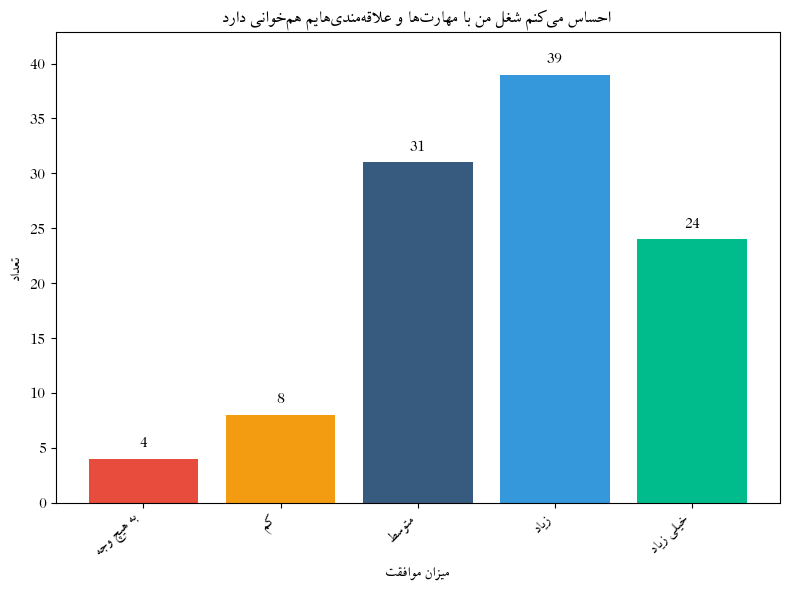 احساس می‌کنم شغل من با مهارت‌ها و علاقه‌مندی‌هایم هم‌خوانی دارد
تعداد
40
35
30
25
20
15
10
5
0
4
8
31
39
24
به هیچ وجه
کم
متوسط
زیاد
خیلی زیاد
میزان موافقت